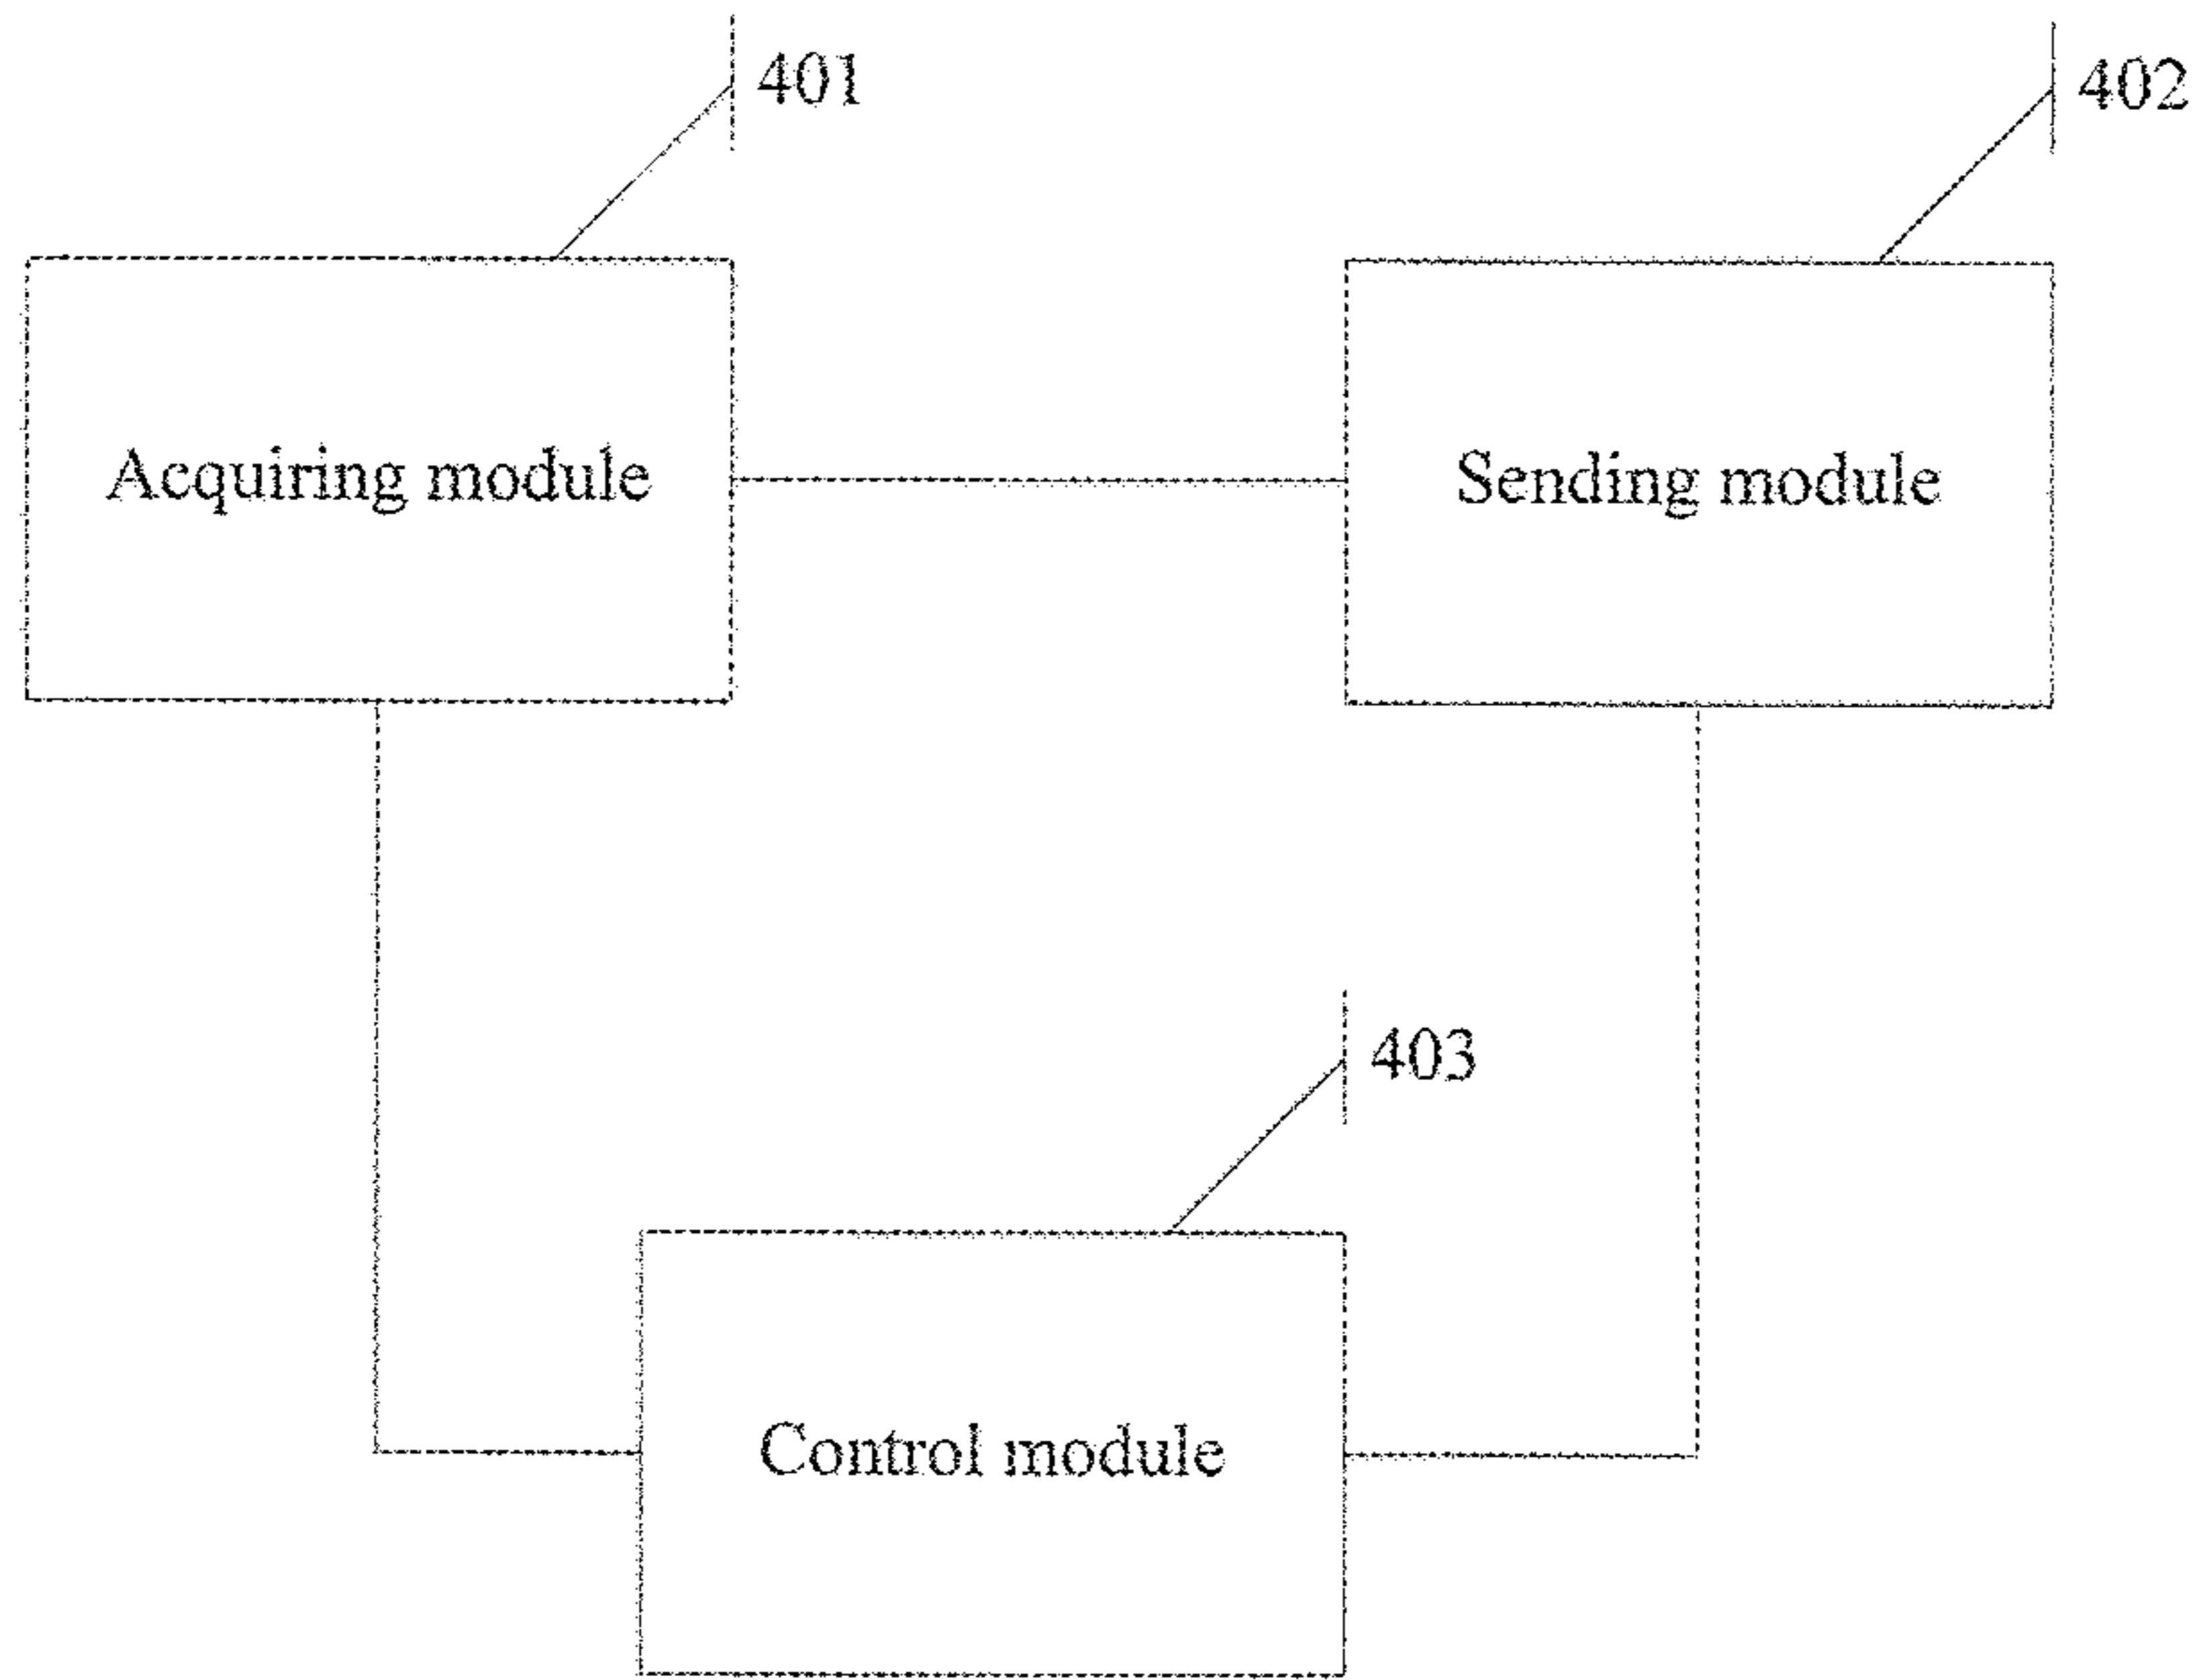 401
402
Acquiring module
Sending module
403
Control module